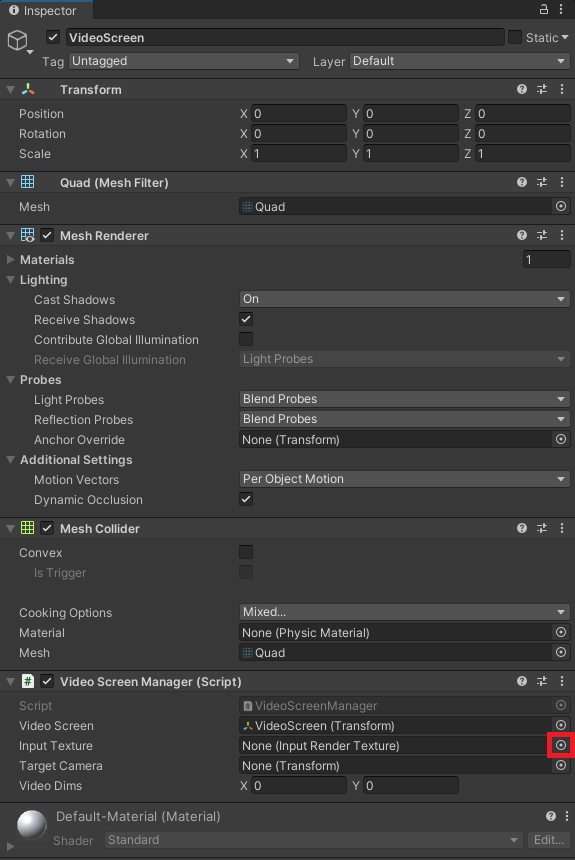 Inspector
VideoScreen Static
Tag Untagged Layer Default
Transform
Position X 0 Y 0 Z 0
Rotation X 0 Y 0 Z 0
Scale X 1 Y 1 Z 1
Quad (Mesh Filter)
Mesh Quad
Mesh Renderer
Materials 1
Lighting
Cast Shadows On
Receive Shadows
Contribute Global Illumination
Receive Global Illumination Light Probes
Probes
Light Probes Blend Probes
Reflection Probes Blend Probes
Anchor Override None (Transform)
Additional Settings
Motion Vectors Per Object Motion
Dynamic Occlusion
Mesh Collider
Convex
Is Trigger
Cooking Options Mixed...
Material None (Physic Material)
Mesh Quad
# Video Screen Manager (Script)
Script # VideoScreenManager
Video Screen VideoScreen (Transform)
Input Texture None (Input Render Texture)
Target Camera None (Transform)
Video Dims X 0 Y 0
Default-Material (Material)
Shader Standard Edit...